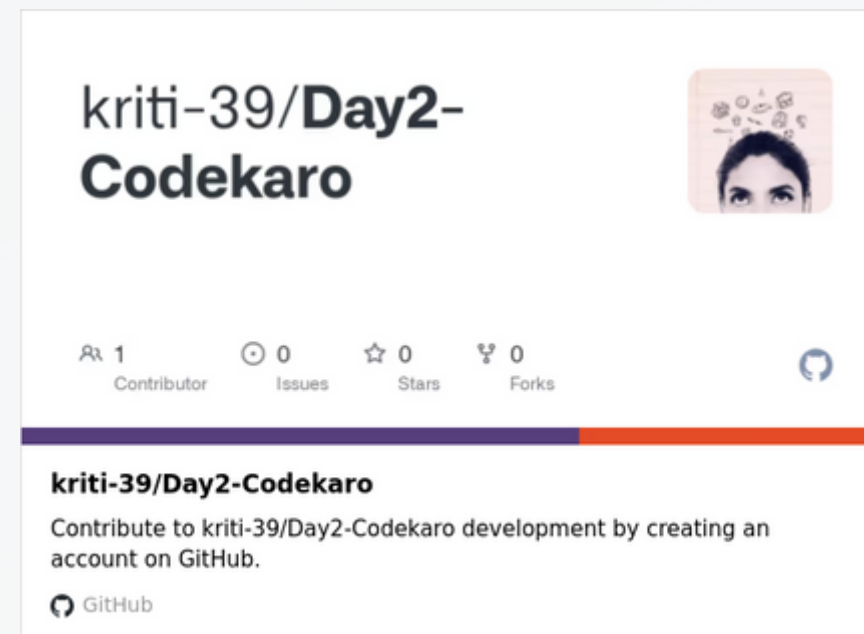 kriti-39/Day2-
Codekaro
1 0 0 0
Contributor Issues Stars Forks
kriti-39/Day2-Codekaro
Contribute to kriti-39/Day2-Codekaro development by creating an
account on GitHub.
GitHub